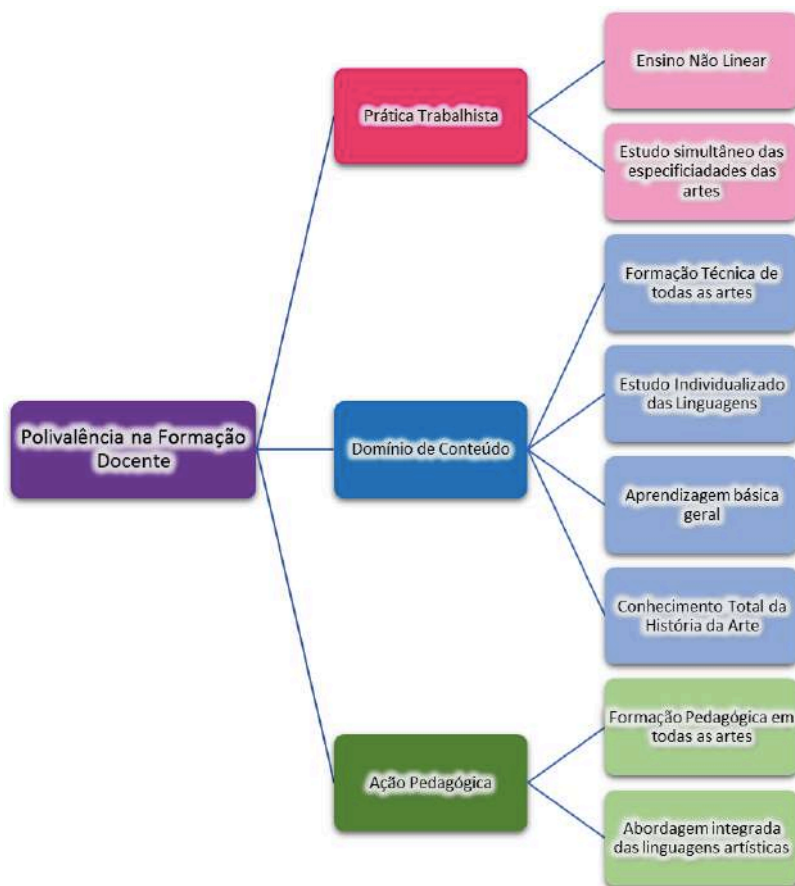 Polivalência na Formação
Docente
Prática Trabalhista
Ensino Não Linear
Estudo simultâneo das
especificiadades das
artes
Domínio de Conteúdo
Formação Técnica de
todas as artes
Estudo Individualizado
das Linguagens
Aprendizagem básica
geral
Conhecimento Total da
História da Arte
Ação Pedagógica
Formação Pedagógica em
todas as artes
Abordagem integrada
das linguagens artísticas